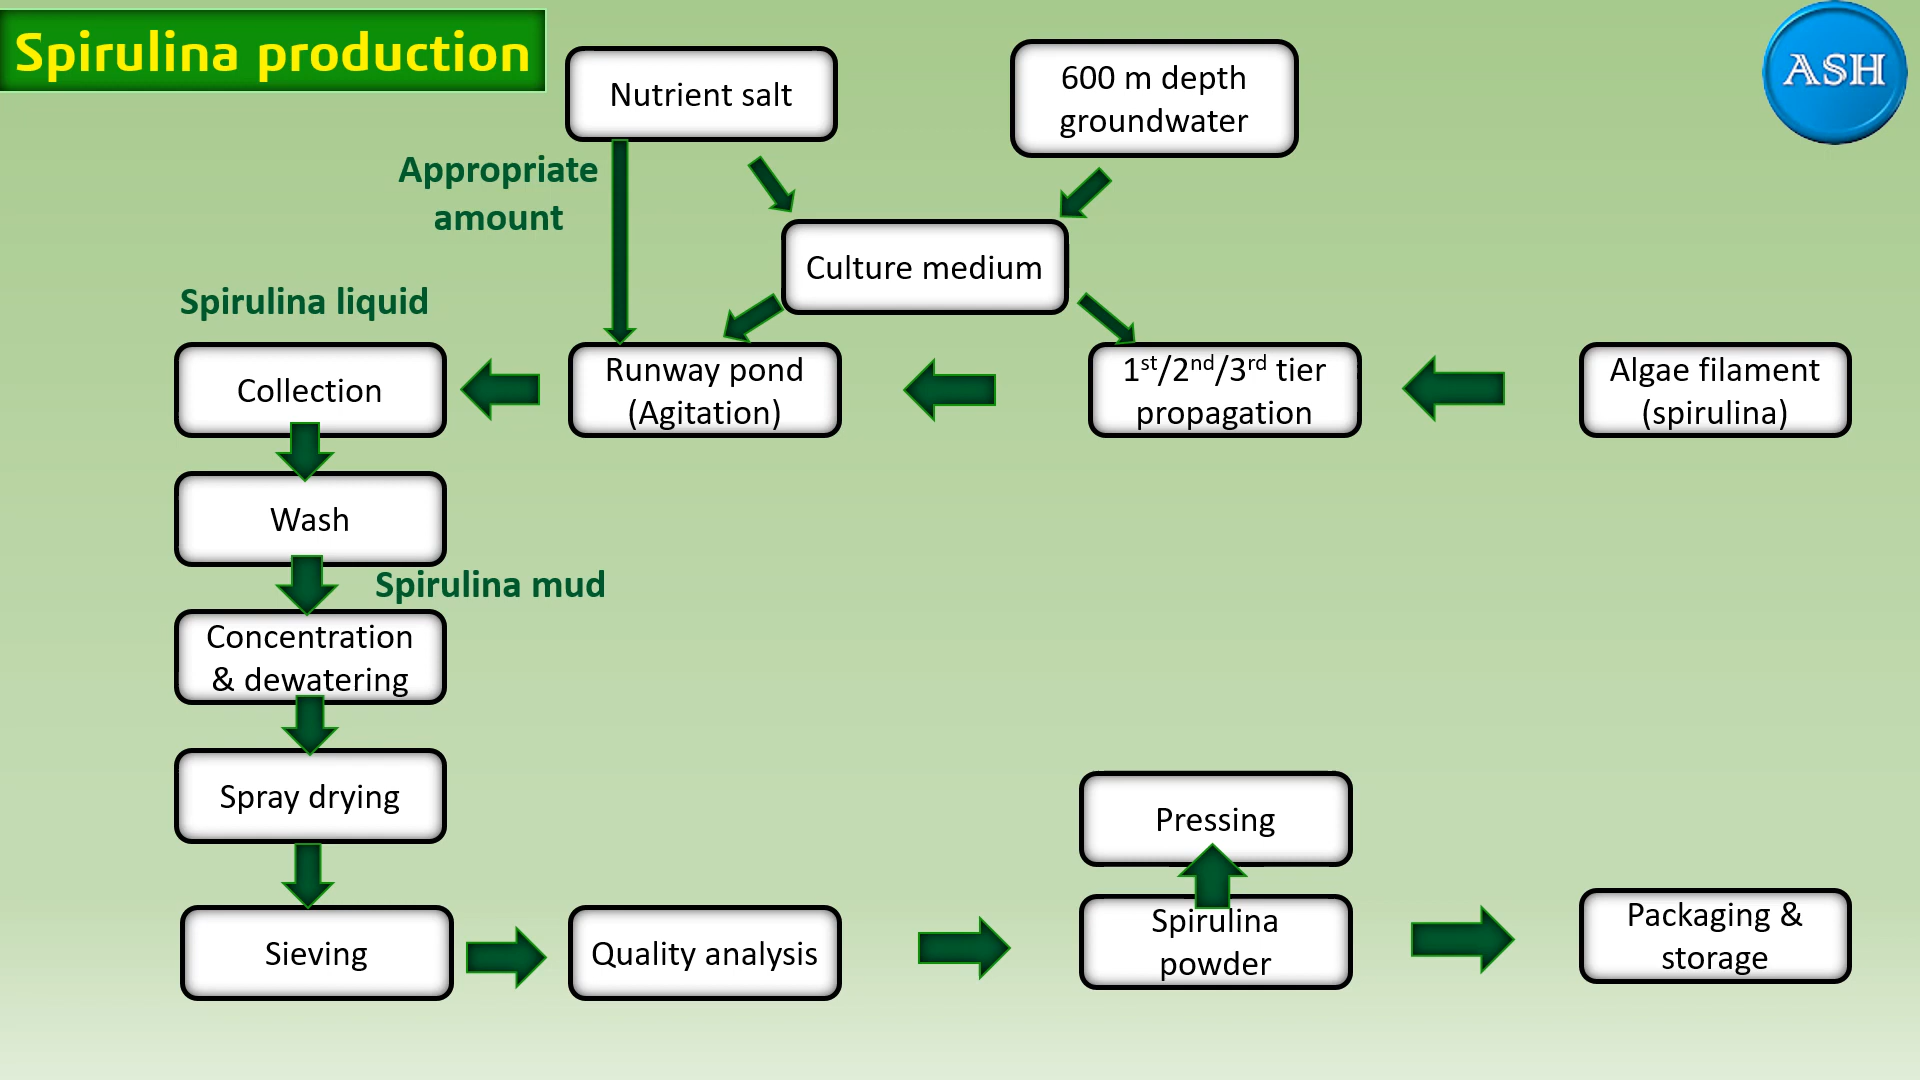 Spirulina production
ASH
Nutrient salt
600 m depth
groundwater
Appropriate
amount
Culture medium
Spirulina liquid
Collection
Runway pond
(Agitation)
1st/2nd/3rd tier
propagation
Algae filament
(spirulina)
Wash
Spirulina mud
Concentration
& dewatering
Spray drying
Pressing
Sieving
Quality analysis
Spirulina
powder
Packaging &
storage